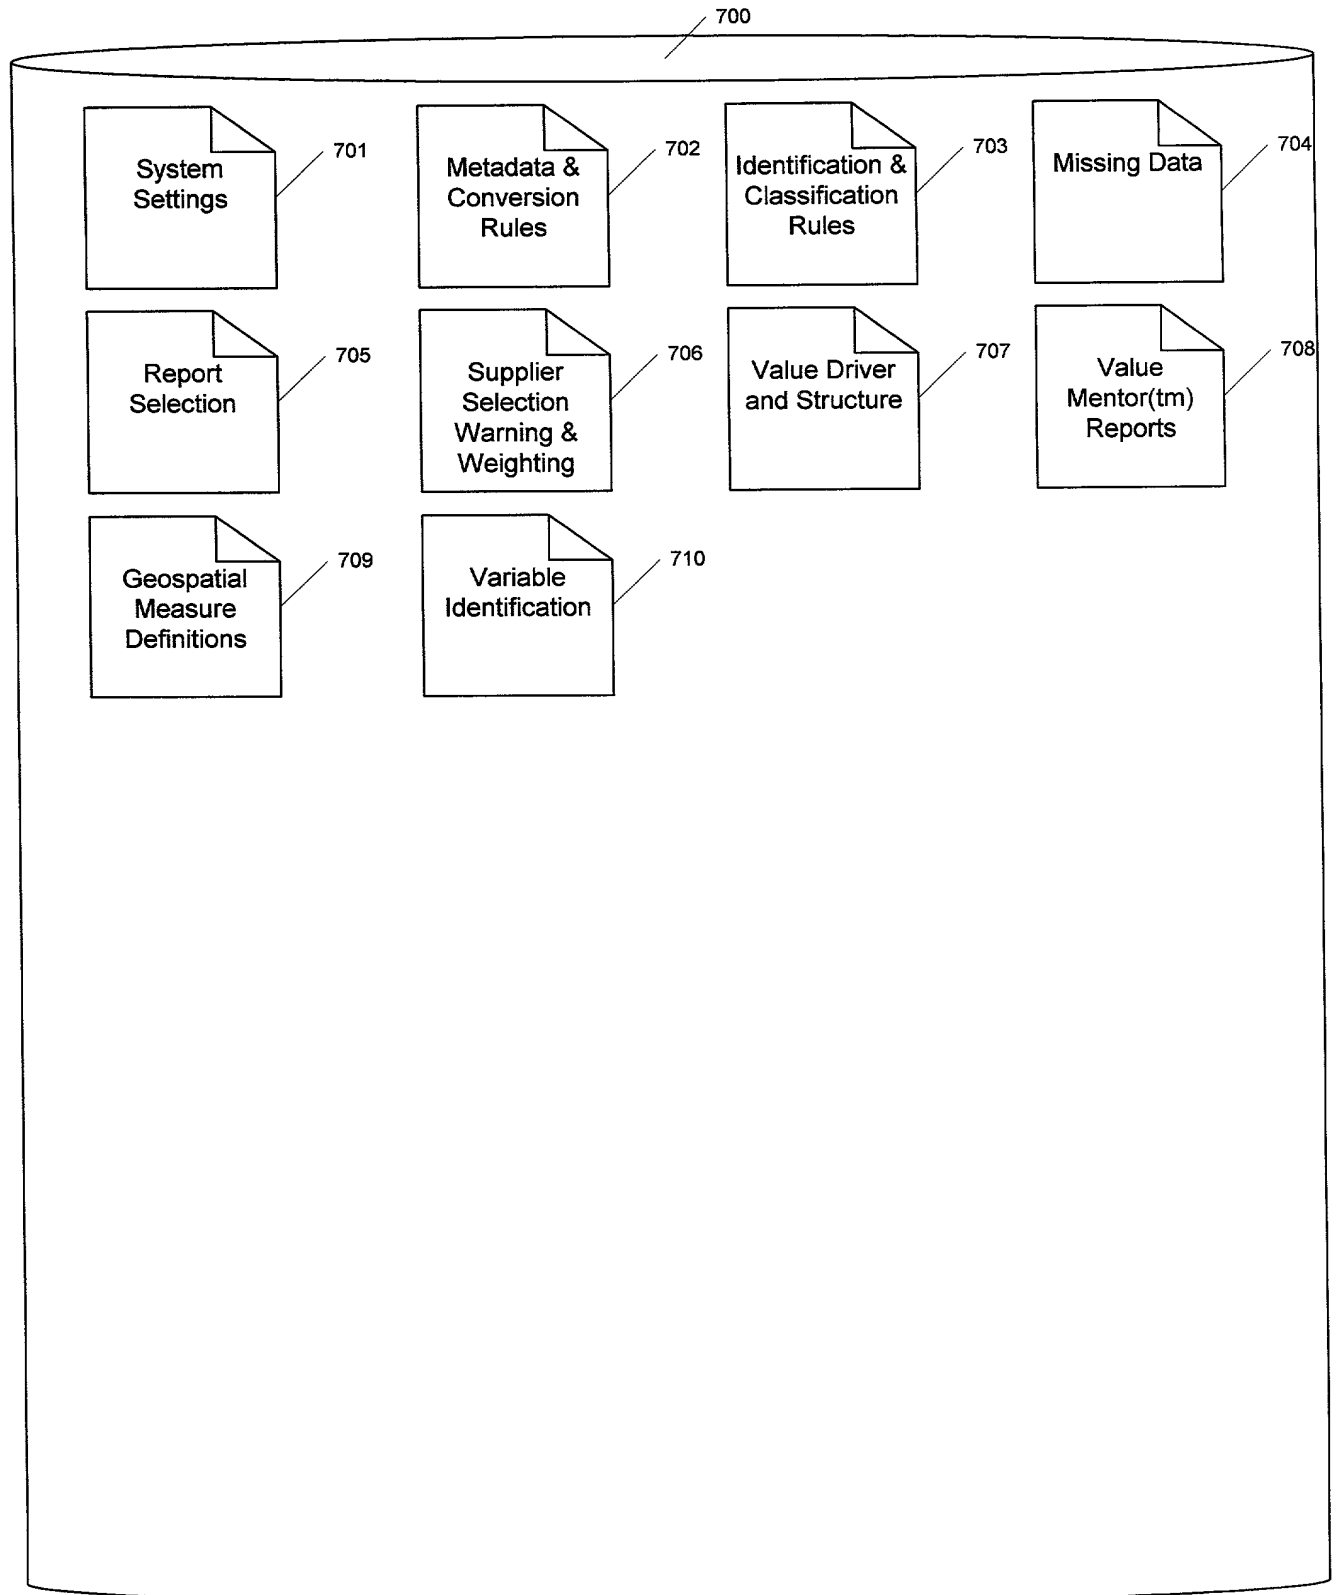 700
System
Settings
701
Metadata &
Conversion
Rules
702
Identification &
Classification
Rules
703
Missing Data
704
Report
Selection
705
Supplier
Selection
Warning &
Weighting
706
Value Driver
and Structure
707
Value
Mentor(tm)
Reports
708
Geospatial
Measure
Definitions
709
Variable
Identification
710